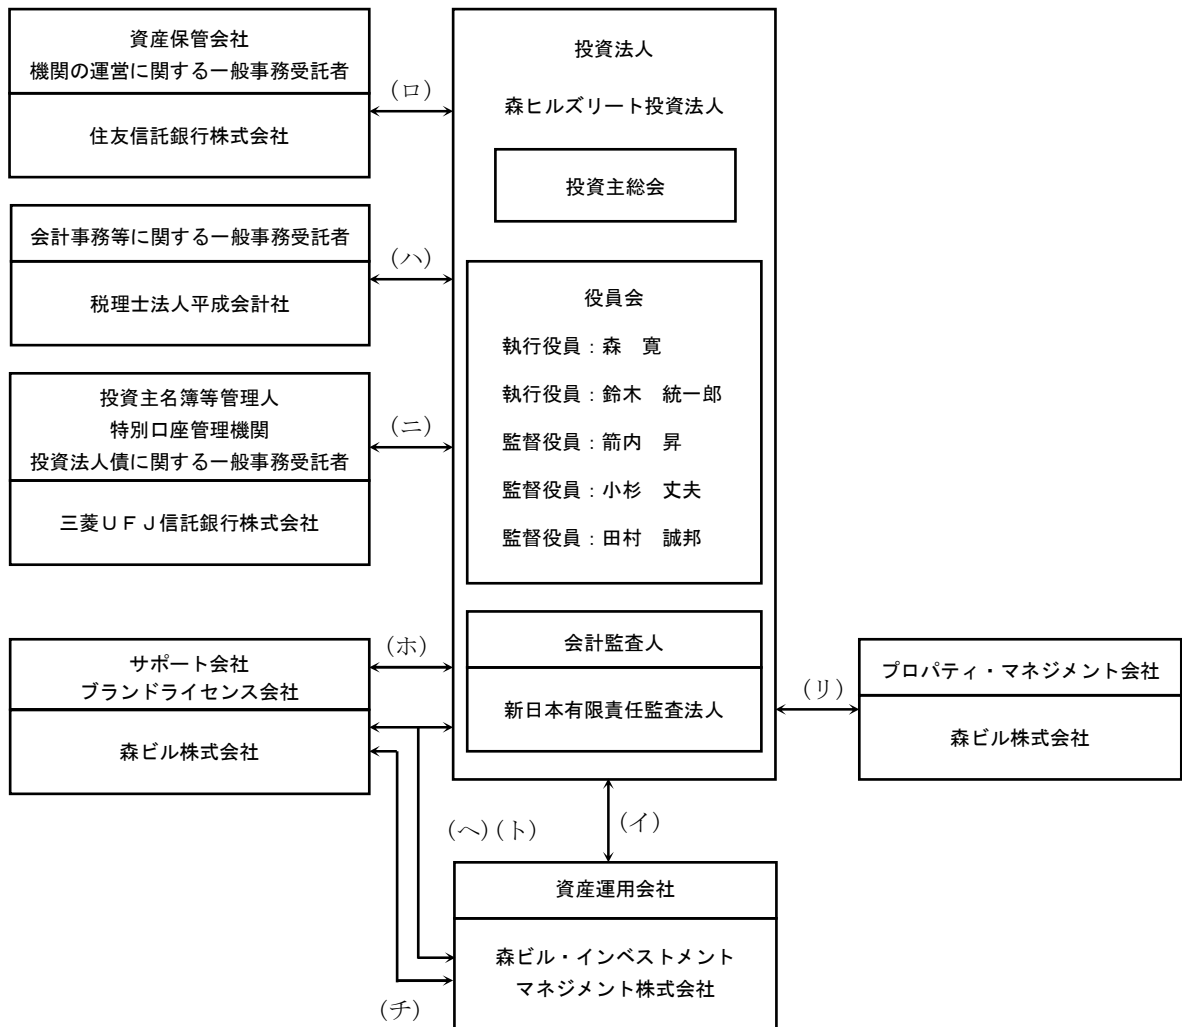 資産保管会社
機関の運営に関する一般事務受託者
住友信託銀行株式会社
(ロ)
会計事務等に関する一般事務受託者
税理士法人平成会計社
(ハ)
投資主名簿等管理人
特別口座管理機関
投資法人債に関する一般事務受託者
三菱UFJ信託銀行株式会社
(ニ)
サポート会社
ブランドライセンス会社
森ビル株式会社
(ホ)
投資法人
森ヒルズリート投資法人
投資主総会
役員会
執行役員：森　寛
執行役員：鈴木　統一郎
監督役員：箭内　昇
監督役員：小杉　丈夫
監督役員：田村　誠邦
会計監査人
新日本有限責任監査法人
(リ)
プロパティ・マネジメント会社
森ビル株式会社
(ヘ)(ト)
(イ)
資産運用会社
森ビル・インベストメント
マネジメント株式会社
(チ)